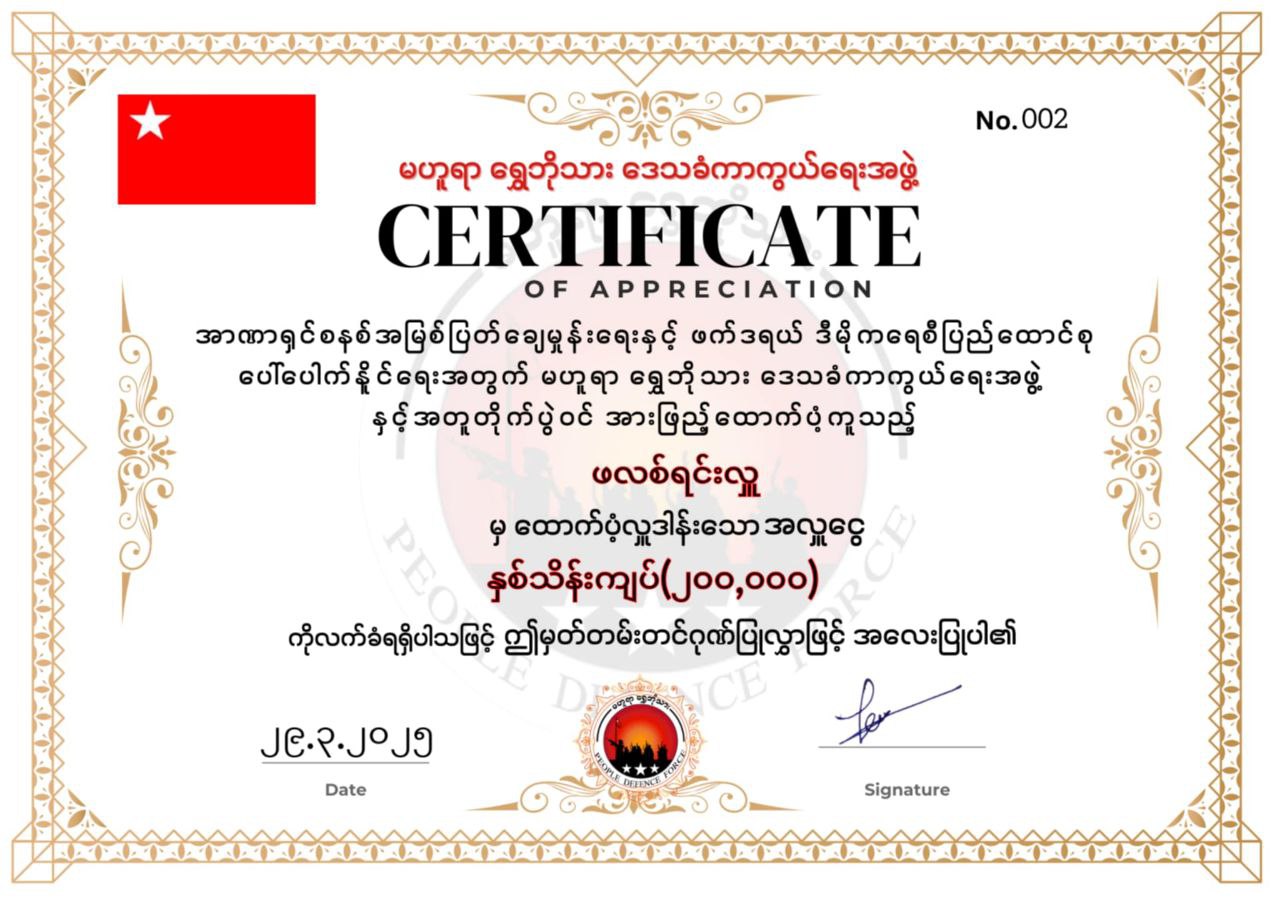 No. 002
မဟူရာ ရွှေဘိုသား ဒေသခံကာကွယ်ရေးအဖွဲ့
CERTIFICATE
OF APPRECIATION
အာဏာရှင်စနစ်အမြစ်ပြတ်ချေမှုန်းရေးနှင့် ဖက်ဒရယ် ဒီမိုကရေစီပြည်ထောင်စု
ပေါ်ပေါက်နိူင်ရေးအတွက် မဟူရာ ရွှေဘိုသား ဒေသခံကာကွယ်ရေးအဖွဲ့
နှင့်အတူတိုက်ပွဲဝင် အားဖြည့်ထောက်ပံ့ကူသည့်
ဖလစ်ရင်းလှူ
မှ ထောက်ပံ့လှူဒါန်းသော အလှူငွေ
နှစ်သိန်းကျပ်(၂၀၀,၀၀၀)
ကိုလက်ခံရရှိပါသဖြင့် ဤမှတ်တမ်းတင်ဂုဏ်ပြုလွှာဖြင့် အလေးပြုပါ၏
၂၉.၃.၂၀၂၅
Date
မဟူရာ ရွှေဘိုသား
PEOPLE DEFENCE FORCE
Signature